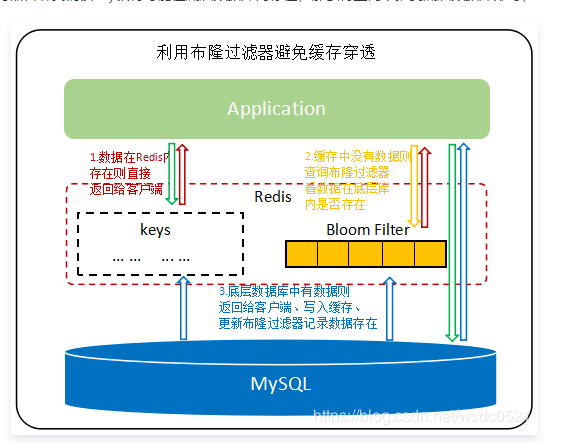 利用布隆过滤器避免缓存穿透
Application
1.数据在Redis内
存在则直接
返回给客户端
2.缓存中没有数据则
查询布隆过滤器
看数据在底层库
内是否存在
Redis
keys
... ... ... ...
Bloom Filter
3.底层数据库中有数据则
返回给客户端、写入缓存、
更新布隆过滤器记录数据存在
MySQL
https://blog.csdn.net/wsdc052